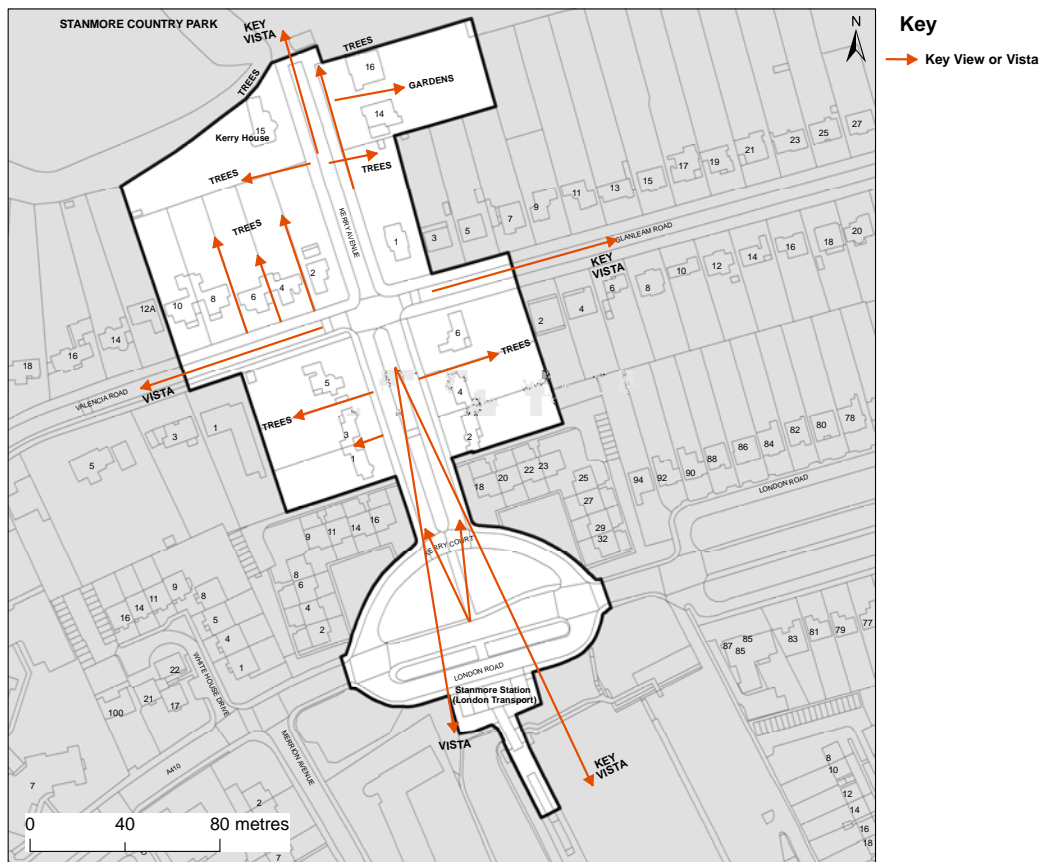 STANMORE COUNTRY PARK
KEY
VISTA
TREES
N
Key
Key View or Vista
TREES
16
GARDENS
14
15
Kerry House
TREES
TREES
TREES
KERRY AVENUE
1
3
5
7
9
11
13
15
17
19
21
23
25
27
GLANLEAM ROAD
KEY
VISTA
2
4
6
8
10
12
14
16
18
20
18
16
14
12A
10
8
6
4
2
VALENCIA ROAD
VISTA
6
TREES
5
4
TREES
3
1
2
5
3
1
18
20
22
23
25
27
29
32
94
92
90
88
86
84
82
80
78
LONDON ROAD
9
11
14
16
8
6
4
2
KERRY COURT
16
14
11
9
8
5
4
1
22
21
17
100
WHITE HOUSE DRIVE
MERRION AVENUE
A410
7
2
7
LONDON ROAD
Stanmore Station
(London Transport)
VISTA
KEY
VISTA
87
85
85
83
81
79
77
8
10
12
14
16
18
0 40 80 metres